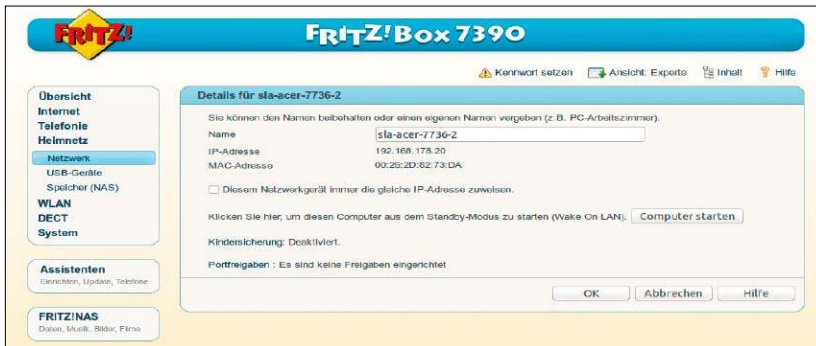 FRITZ!
FRITZ!Box 7390
Kennwort setzen Ansicht: Experte Inhalt Hilfe
Übersicht
Internet
Telefonie
Heimnetz
Netzwerk
USB-Geräte
Speicher (NAS)
WLAN
DECT
System
Assistenten
Einrichten, Update, Telefone
FRITZ!NAS
Daten, Musik, Bilder, Filme
Details für sla-acer-7736-2
Sie können den Namen beibehalten oder einen eigenen Namen vergeben (z.B. PC-Arbeitszimmer).
Name sla-acer-7736-2
IP-Adresse 192.168.178.20
MAC-Adresse 00:26:2D:82:73:DA
Diesem Netzwerkgerät immer die gleiche IP-Adresse zuweisen.
Klicken Sie hier, um diesen Computer aus dem Standby-Modus zu starten (Wake On LAN). Computer starten
Kindersicherung: Deaktiviert.
Portfreigaben : Es sind keine Freigaben eingerichtet
OK Abbrechen Hilfe